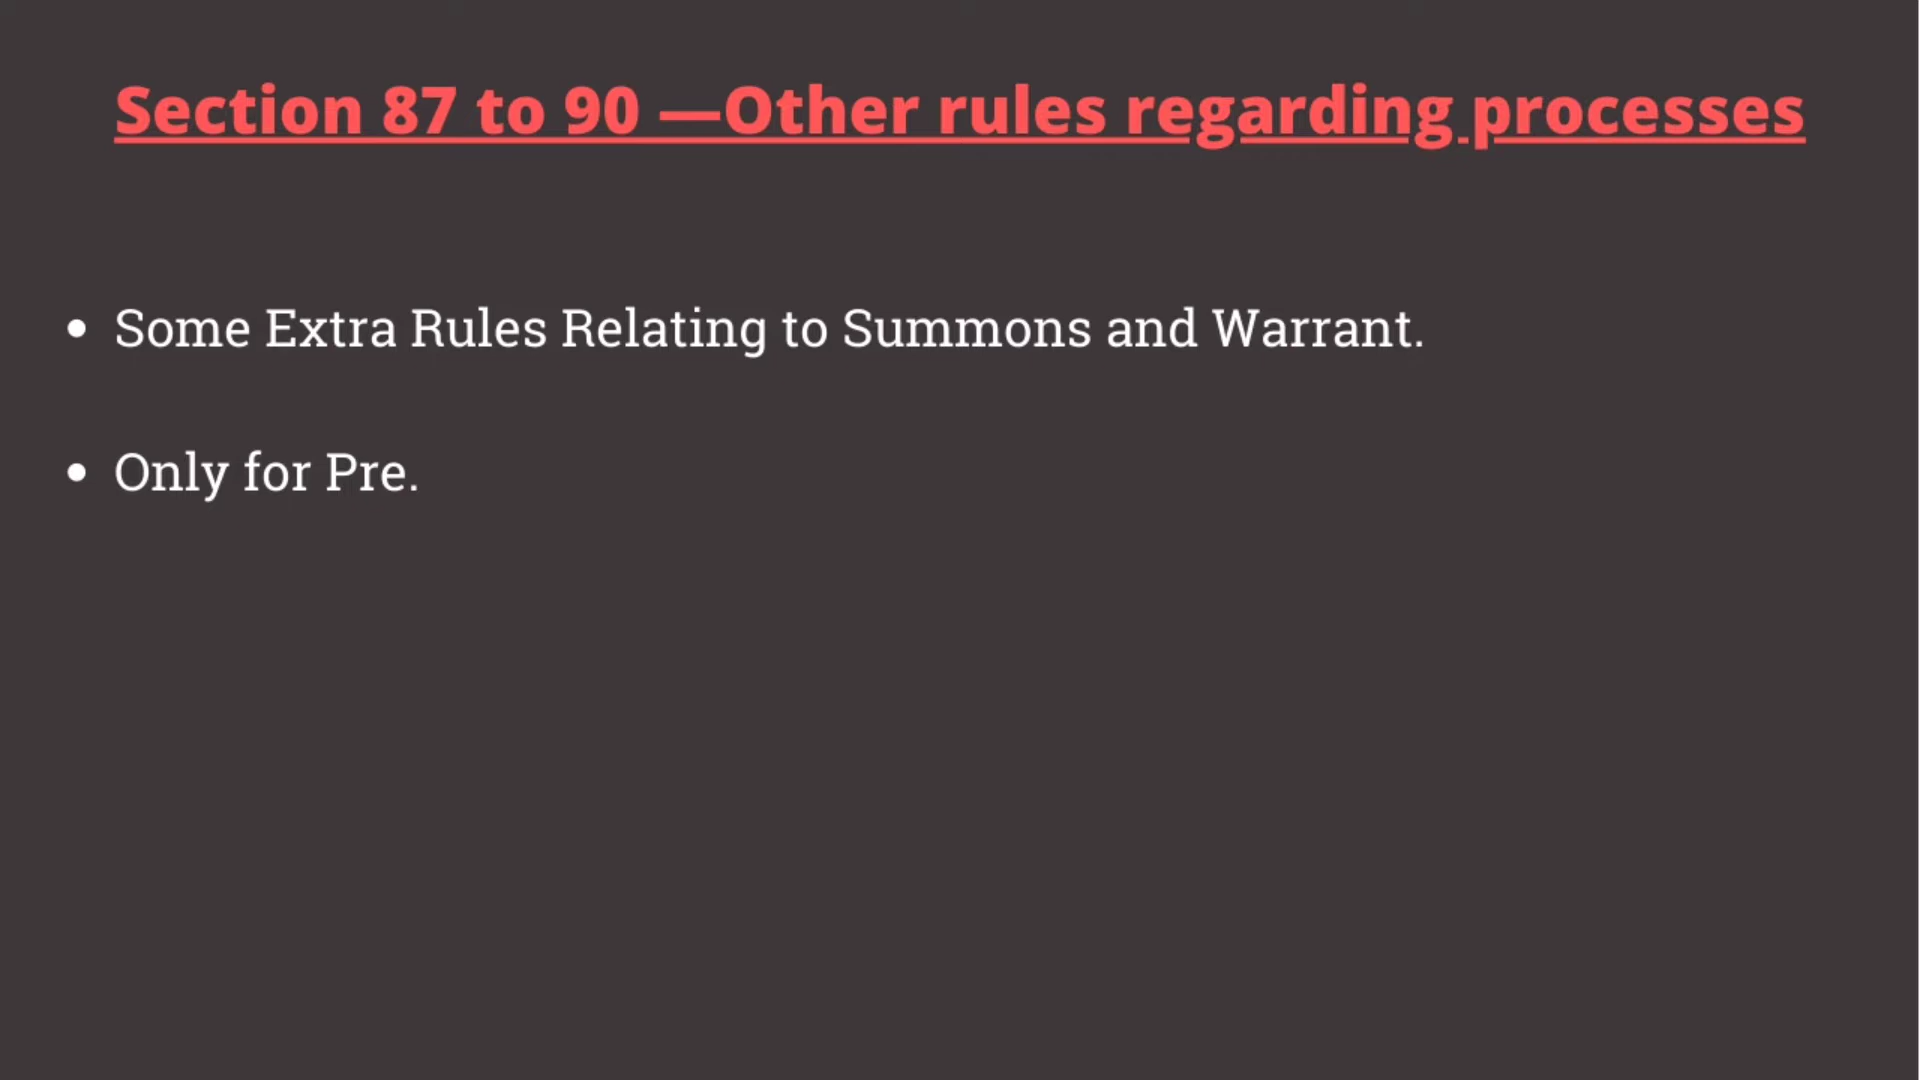 Section 87 to 90 —Other rules regarding processes
• Some Extra Rules Relating to Summons and Warrant.
• Only for Pre.